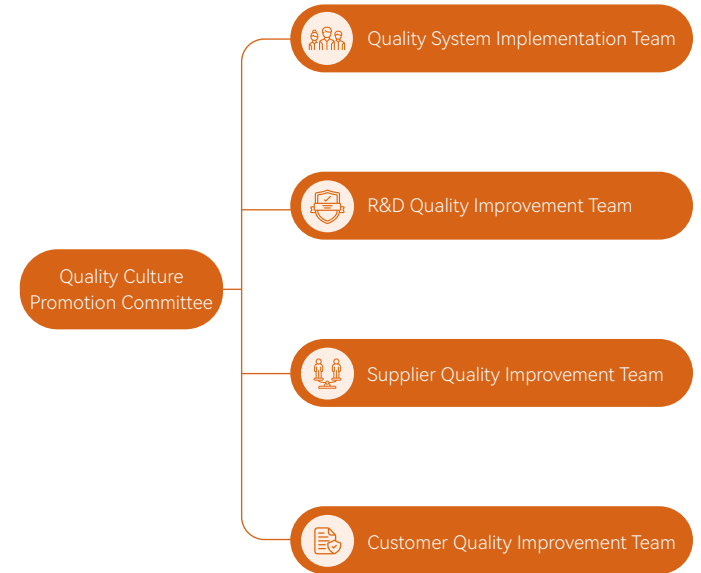 Quality System Implementation Team
R&D Quality Improvement Team
Quality Culture
Promotion Committee
Supplier Quality Improvement Team
Customer Quality Improvement Team